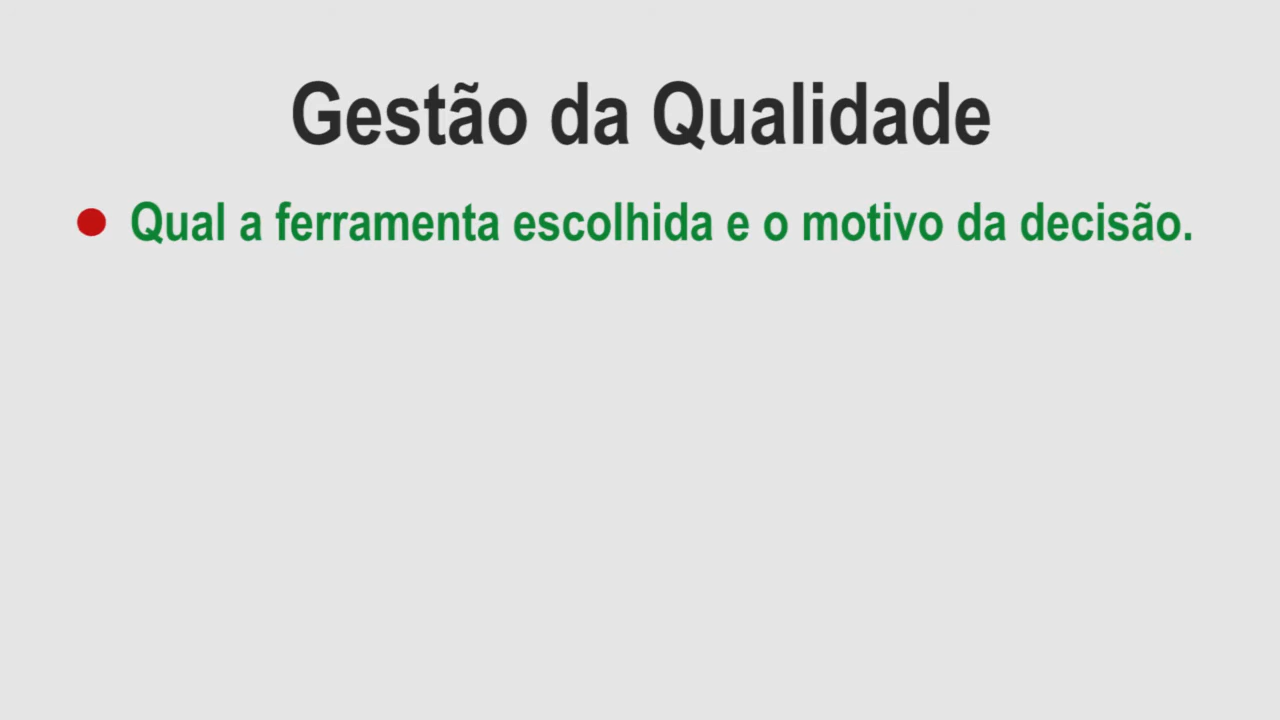 Gestão da Qualidade
Qual a ferramenta escolhida e o motivo da decisão.